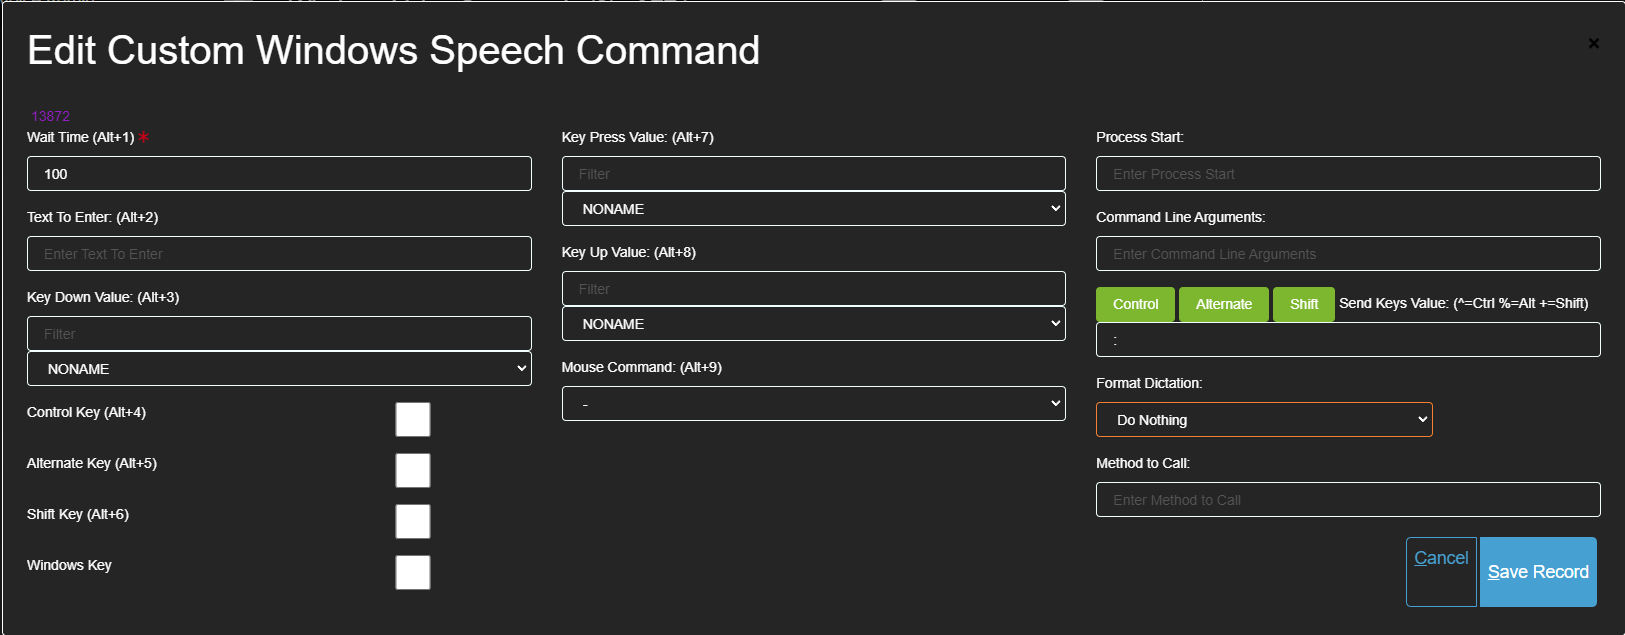 Edit Custom Windows Speech Command
×
13872
Wait Time (Alt+1) *
100
Text To Enter: (Alt+2)
Enter Text To Enter
Key Down Value: (Alt+3)
Filter
NONAME
Control Key (Alt+4)
Alternate Key (Alt+5)
Shift Key (Alt+6)
Windows Key
Key Press Value: (Alt+7)
Filter
NONAME
Key Up Value: (Alt+8)
Filter
NONAME
Mouse Command: (Alt+9)
-
Process Start:
Enter Process Start
Command Line Arguments:
Enter Command Line Arguments
Control Alternate Shift Send Keys Value: (^=Ctrl %=Alt +=Shift)
:
Format Dictation:
Do Nothing
Method to Call:
Enter Method to Call
Cancel
Save Record